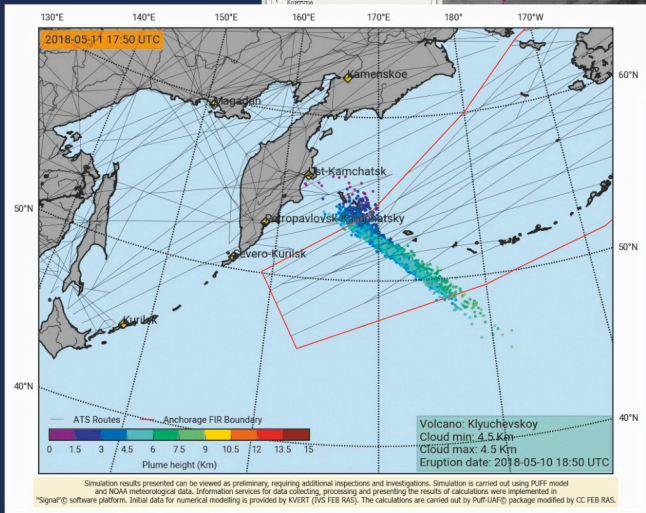 130°E 140°E 150°E 160°E 170°E 180°E 170°W
2018-05-11 17:50 UTC
60°N
Kamenskoe
Magadan
Ust-Kamchatsk
50°N
Petropavlovsk-Kamchatsky
50°N
Severo-Kurilsk
Kurilsk
40°N
40°N
ATS Routes Anchorage FIR Boundary
0 1.5 3 4.5 6 7.5 9 10.5 12 13.5 15
Plume height (Km)
Volcano: Klyuchevskoy
Cloud min: 4.5 Km
Cloud max: 4.5 Km
Eruption date: 2018-05-10 18:50 UTC
Simulation results presented can be viewed as preliminary, requiring additional inspections and investigations. Simulation is carried out using PUFF model
and NOAA meteorological data. Information services for data collecting, processing and presenting the results of calculations were implemented in
"Signal"© software platform. Initial data for numerical modelling is provided by KVERT (IVS FEB RAS). The calculations are carried out by Puff-UAF© package modified by CC FEB RAS.